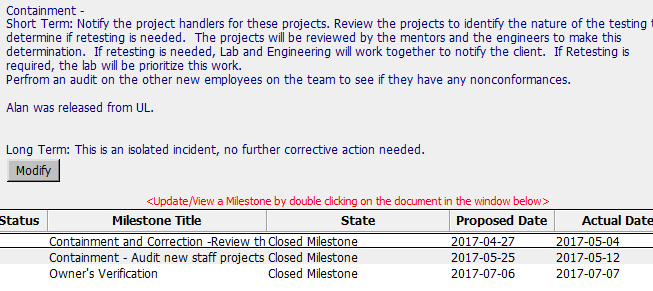 Containment -
Short Term: Notify the project handlers for these projects. Review the projects to identify the nature of the testing
determine if retesting is needed.  The projects will be reviewed by the mentors and the engineers to make this
determination.  If retesting is needed, Lab and Engineering will work together to notify the client.  If Retesting is
required, the lab will be prioritize this work.
Perfrom an audit on the other new employees on the team to see if they have any nonconformances.
Alan was released from UL.
Long Term: This is an isolated incident, no further corrective action needed.
Modify
<Update/View a Milestone by double clicking on the document in the window below>
Status Milestone Title State Proposed Date Actual Date
Containment and Correction -Review th Closed Milestone 2017-04-27 2017-05-04
Containment - Audit new staff projects Closed Milestone 2017-05-25 2017-05-12
Owner's Verification Closed Milestone 2017-07-06 2017-07-07